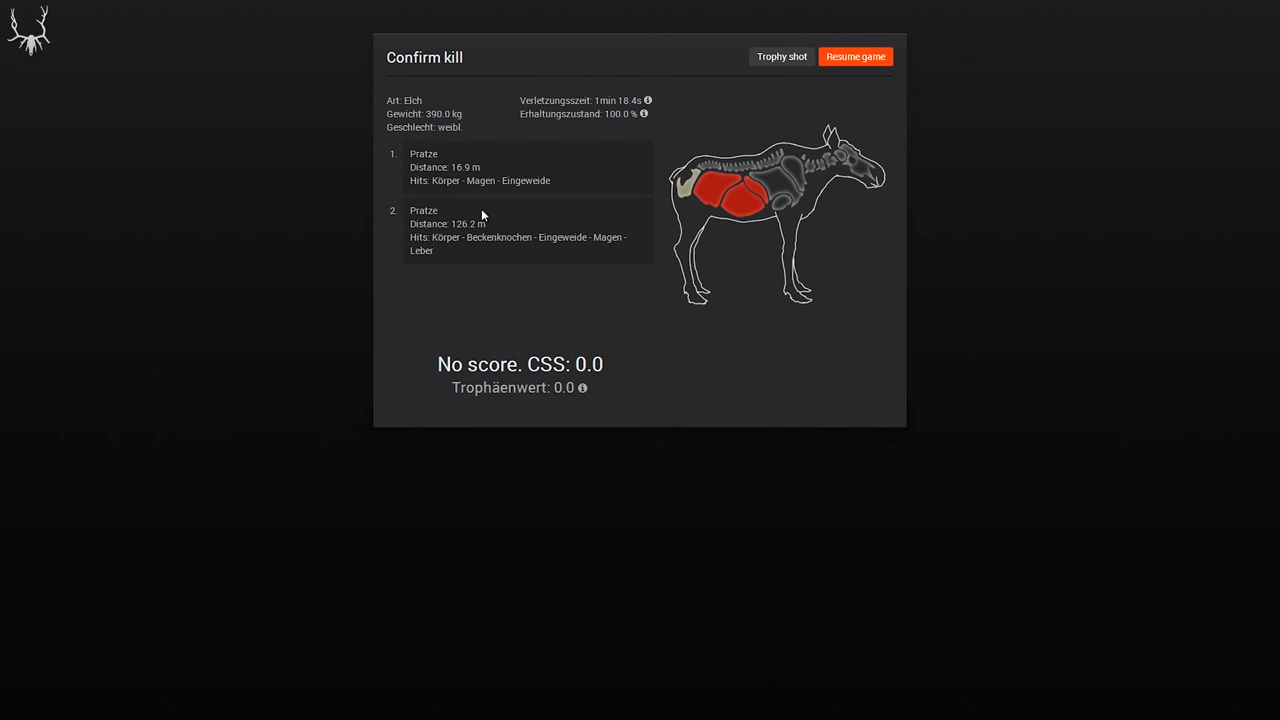 Confirm kill
Trophy shot
Resume game
Art: Elch
Gewicht: 390.0 kg
Geschlecht: weibl.
Verletzungsszeit: 1min 18.4s
Erhaltungszustand: 100.0 %
1. Pratze
Distance: 16.9 m
Hits: Körper - Magen - Eingeweide
2. Pratze
Distance: 126.2 m
Hits: Körper - Beckenknochen - Eingeweide - Magen -
Leber
No score. CSS: 0.0
Trophäenwert: 0.0